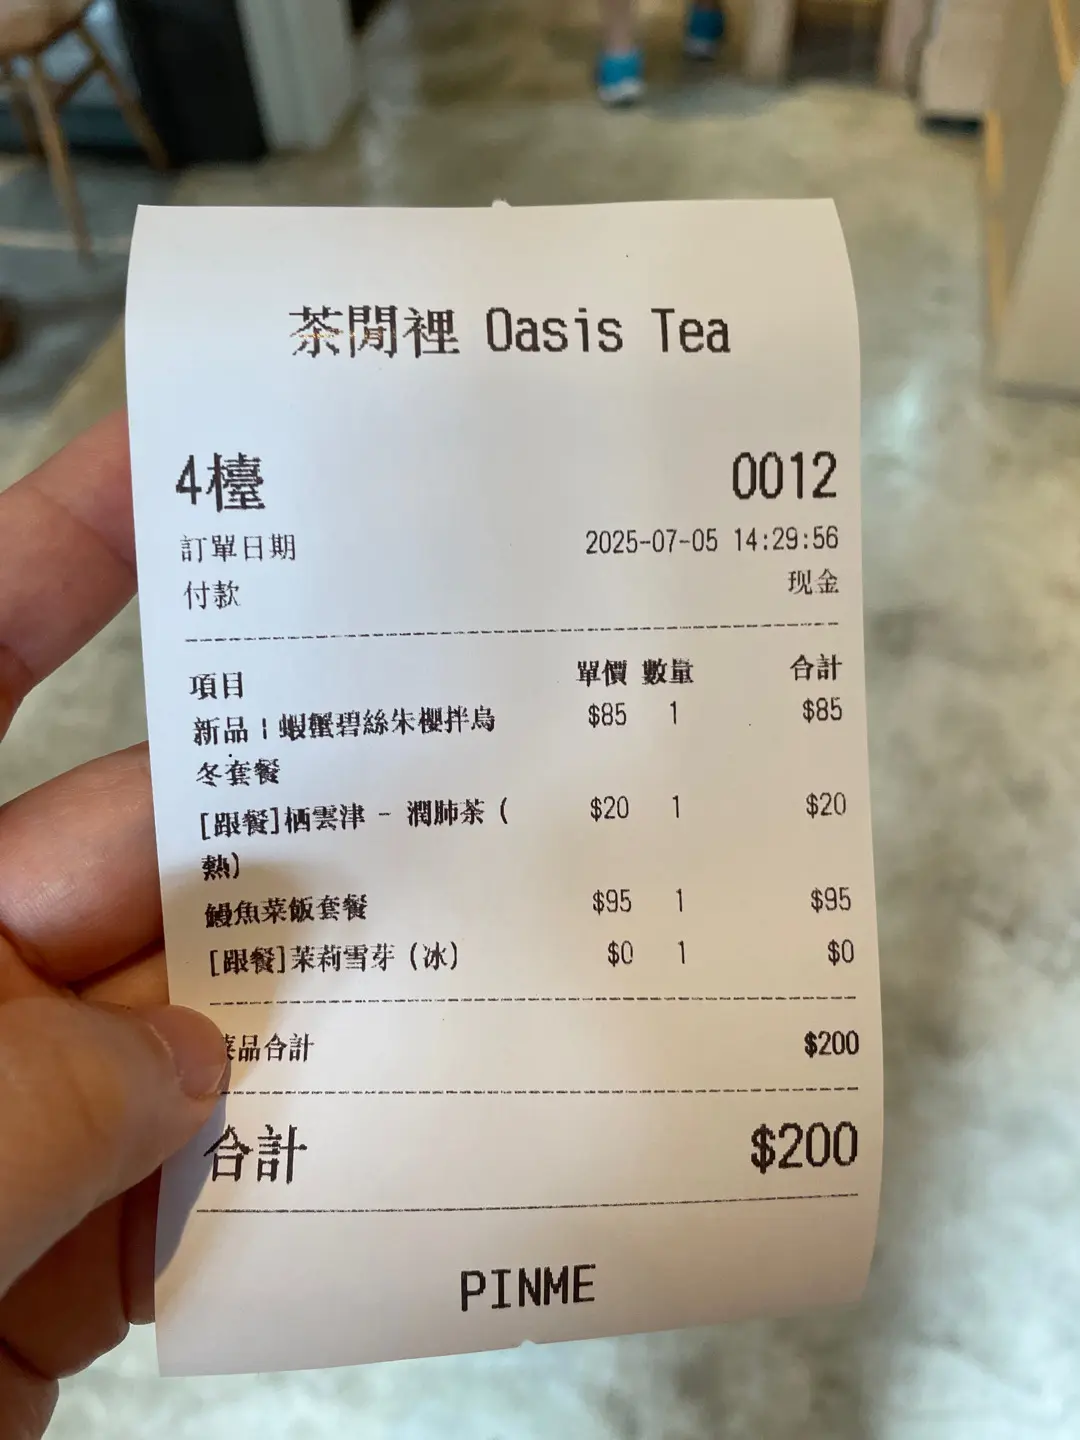 茶閒裡 Oasis Tea
4檯 0012
訂單日期 2025-07-05 14:29:56
付款 现金
項目 單價 數量 合計
新品 | 蝦蟹碧絲朱櫻拌烏 $85 1 $85
冬套餐
[跟餐]栖雲津 - 潤肺茶 ( $20 1 $20
熱)
鰻魚菜飯套餐 $95 1 $95
[跟餐]茉莉雪芽 (冰) $0 1 $0
菜品合計 $200
合計 $200
PINME